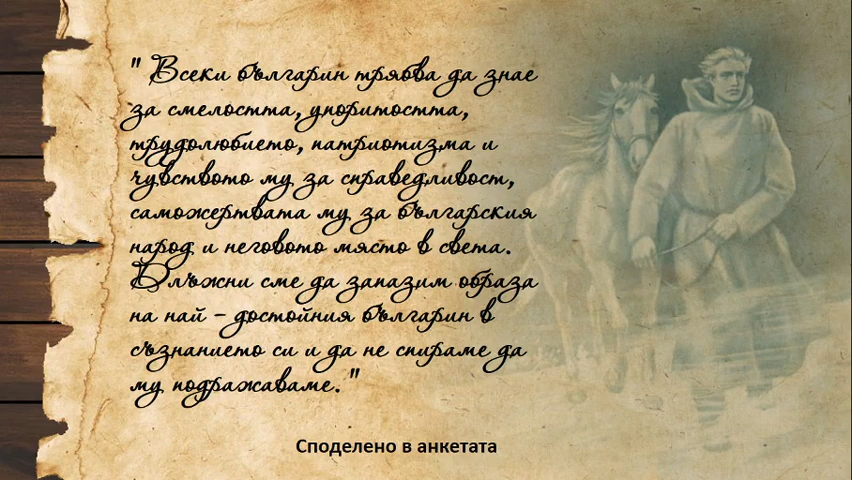 " Всеки българин трябва да знае
за смелостта, упоритостта,
трудолюбието, патриотизма и
чувството му за справедливост,
саможертвата му за българския
народ и неговото място в света.
Длъжни сме да запазим образа
на най - достойния българин в
съзнанието си и да не спираме да
му подражаваме. "
Споделено в анкетата